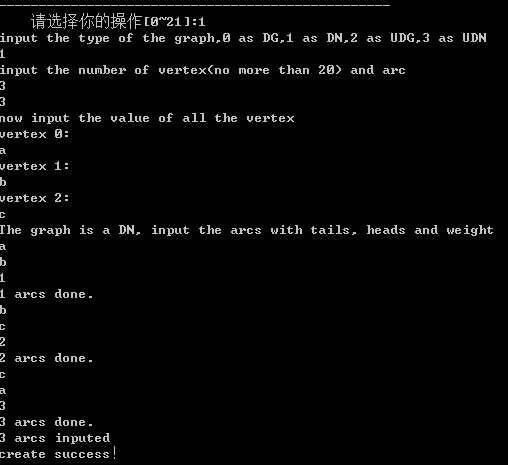 请选择你的操作[0~21]:1
input the type of the graph,0 as DG,1 as DN,2 as UDG,3 as UDN
1
input the number of vertex(no more than 20) and arc
3
3
now input the value of all the vertex
vertex 0:
a
vertex 1:
b
vertex 2:
c
The graph is a DN, input the arcs with tails, heads and weight
a
b
1
1 arcs done.
b
c
2
2 arcs done.
c
a
3
3 arcs done.
3 arcs inputed
create success!